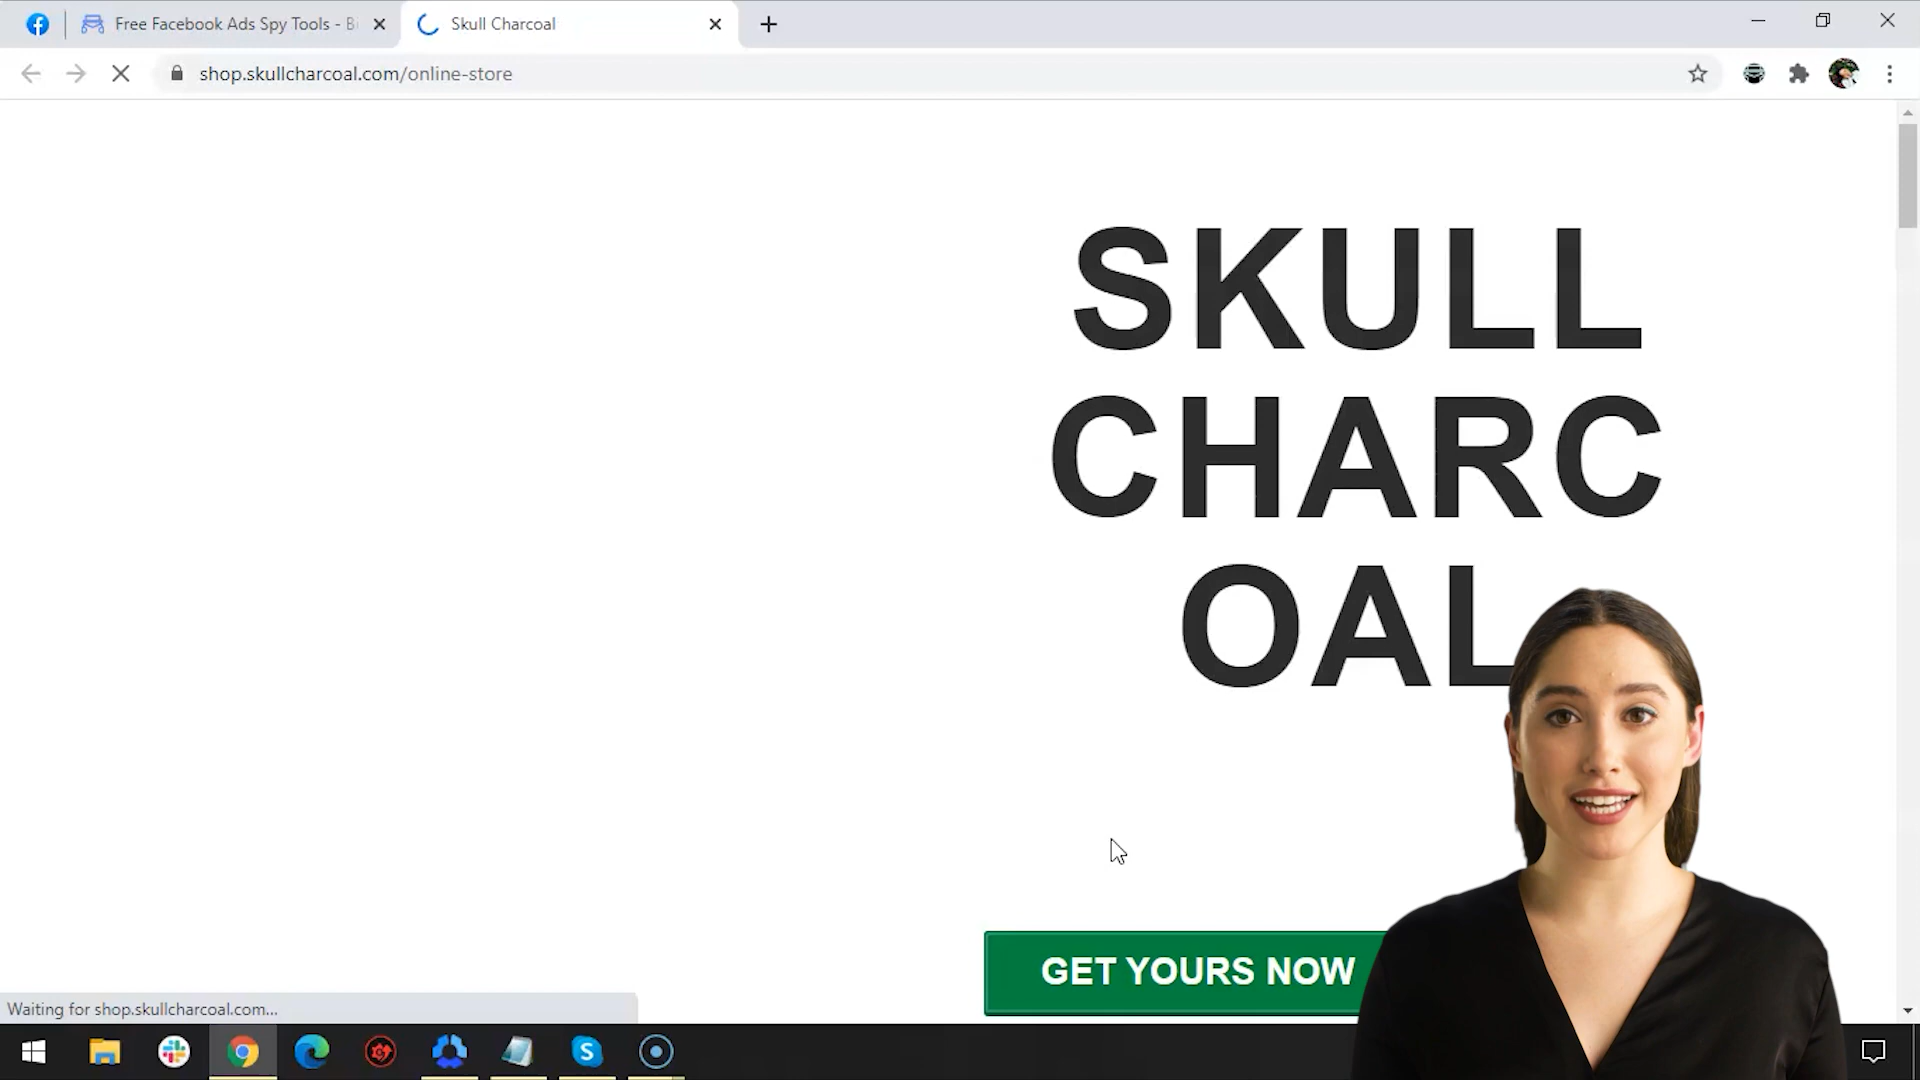 Free Facebook Ads Spy Tools - Bi
Skull Charcoal
shop.skullcharcoal.com/online-store
SKULL
CHARC
OAL
GET YOURS NOW
Waiting for shop.skullcharcoal.com...